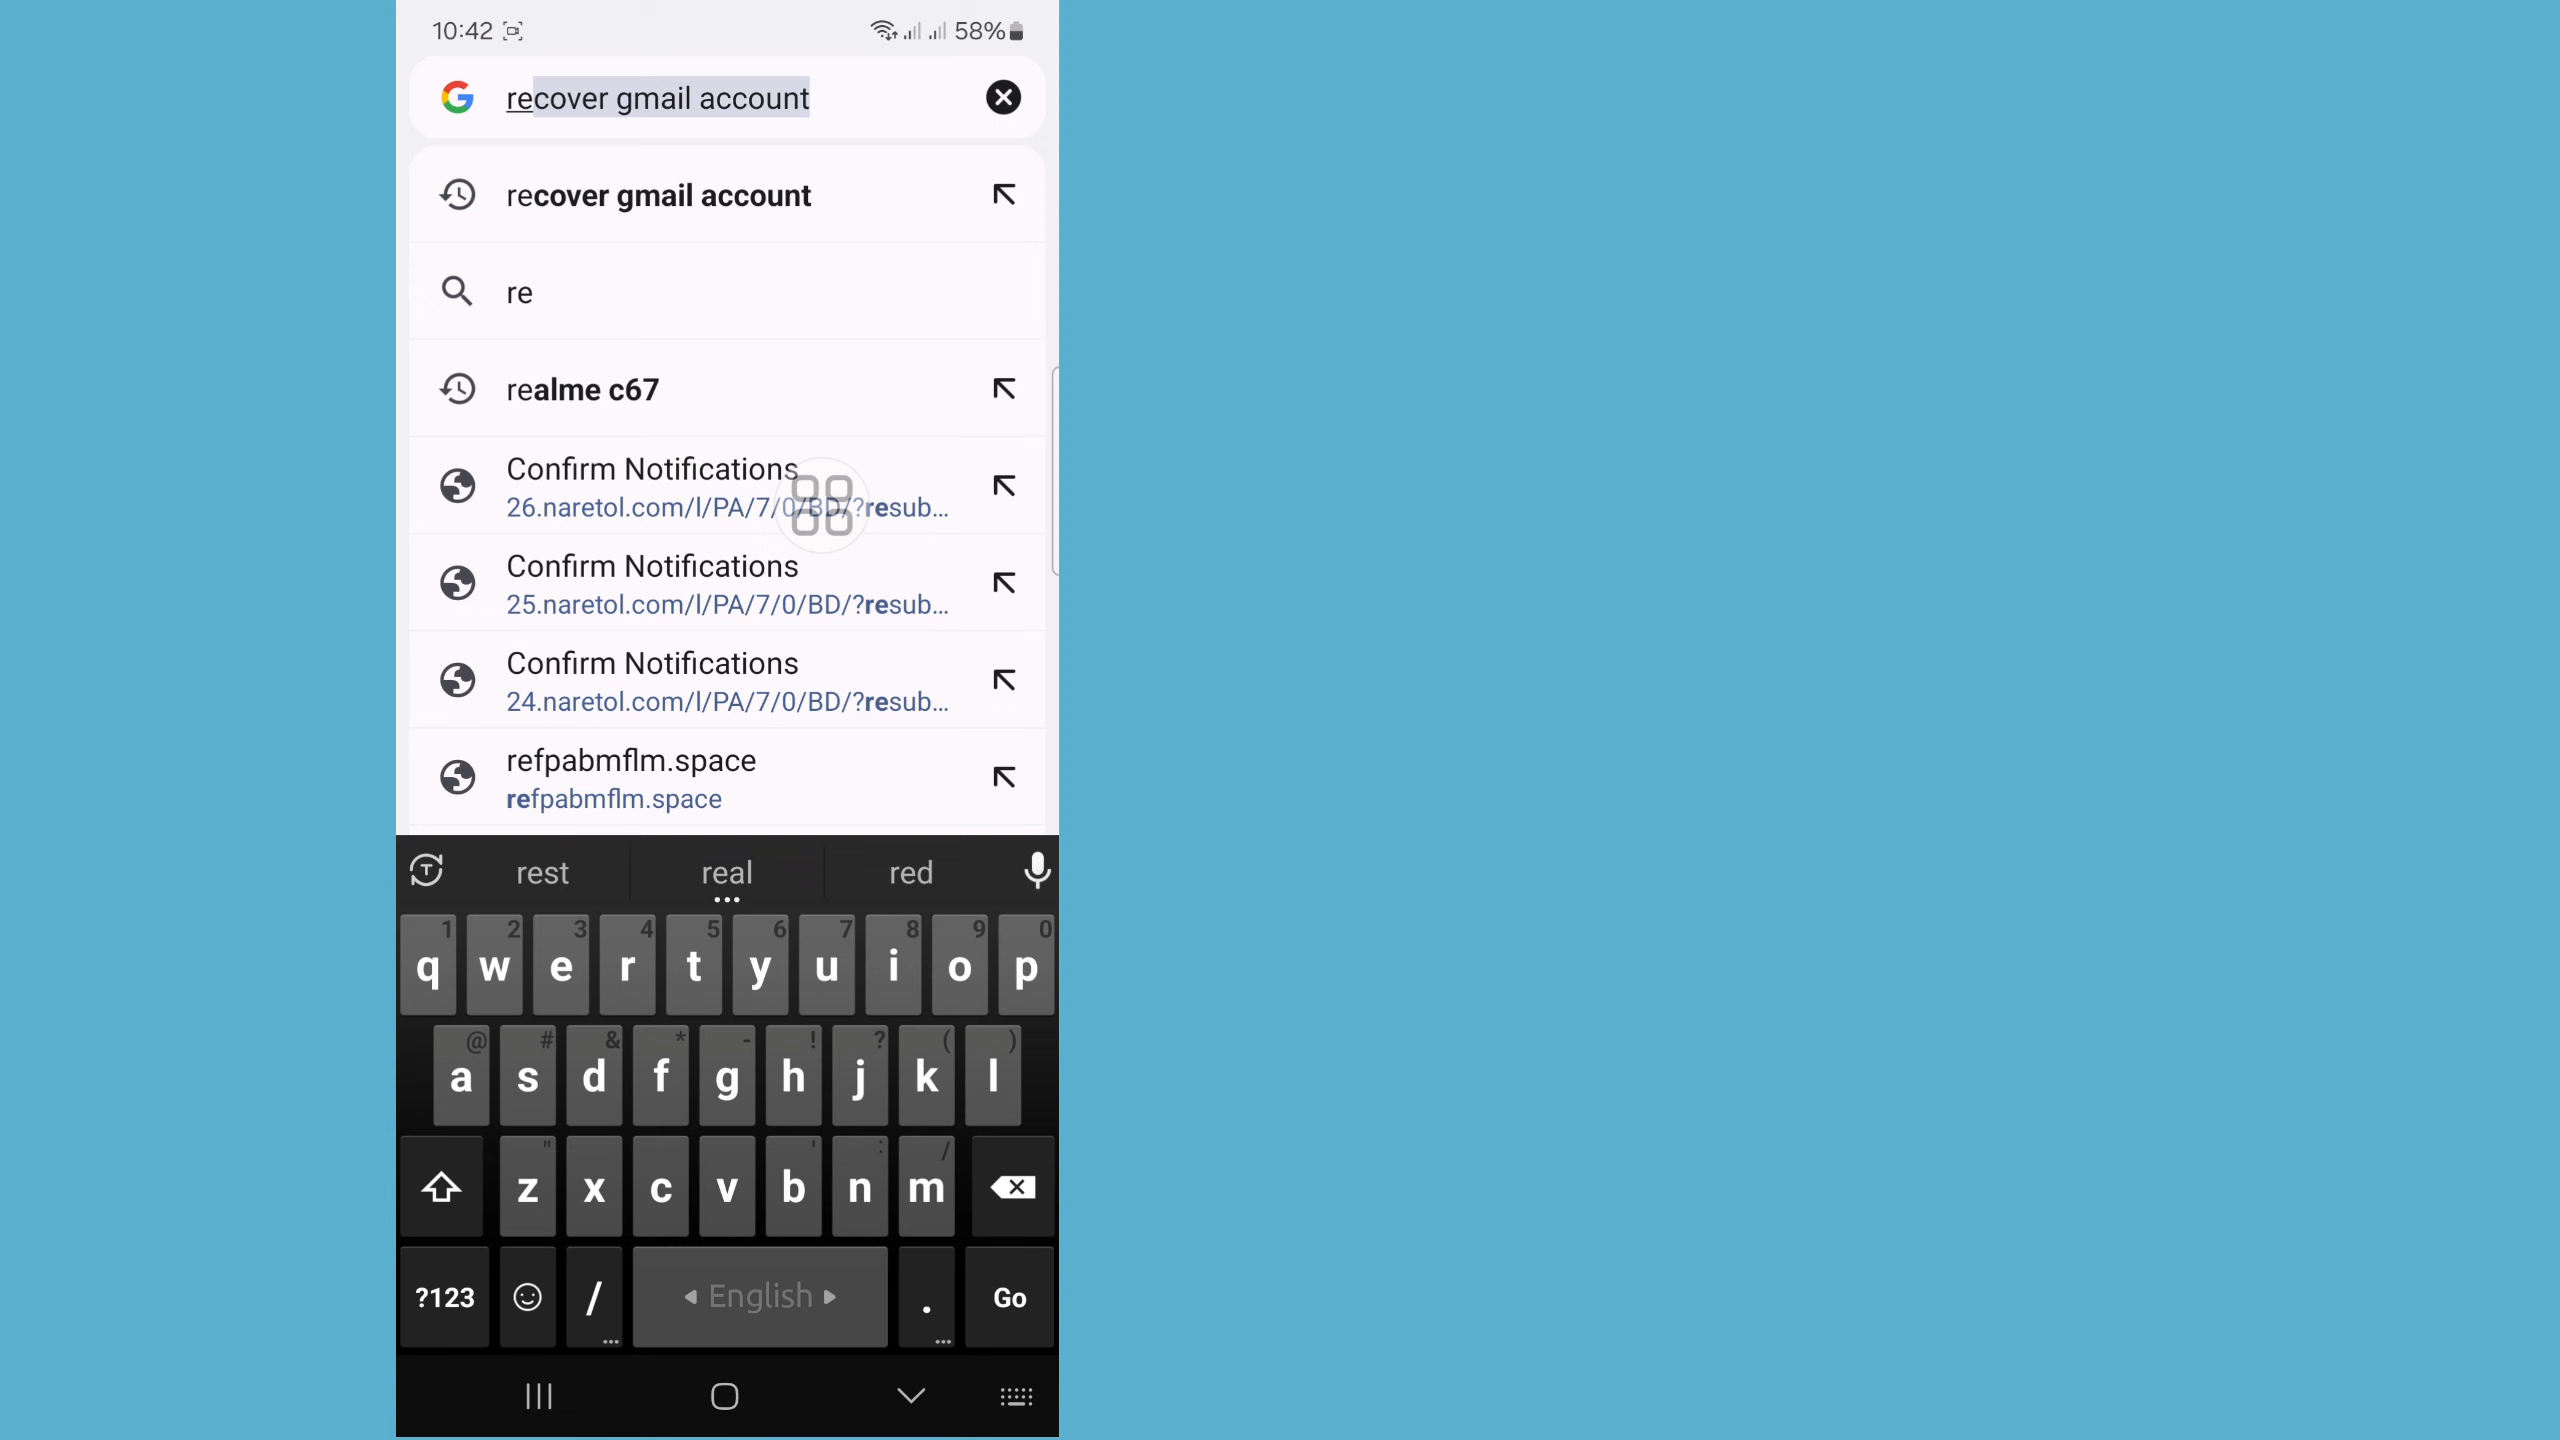 10:42 58%
recover gmail account
recover gmail account
re
realme c67
Confirm Notifications
26.naretol.com/l/PA/7/0/BD/?resub...
Confirm Notifications
25.naretol.com/l/PA/7/0/BD/?resub...
Confirm Notifications
24.naretol.com/l/PA/7/0/BD/?resub...
refpabmflm.space
refpabmflm.space
T rest real red
1 2 3 4 5 6 7 8 9 0
q w e r t y u i o p
@ # & * - ! ? ( )
a s d f g h j k l
" ' : /
z x c v b n m
?123 / English . Go